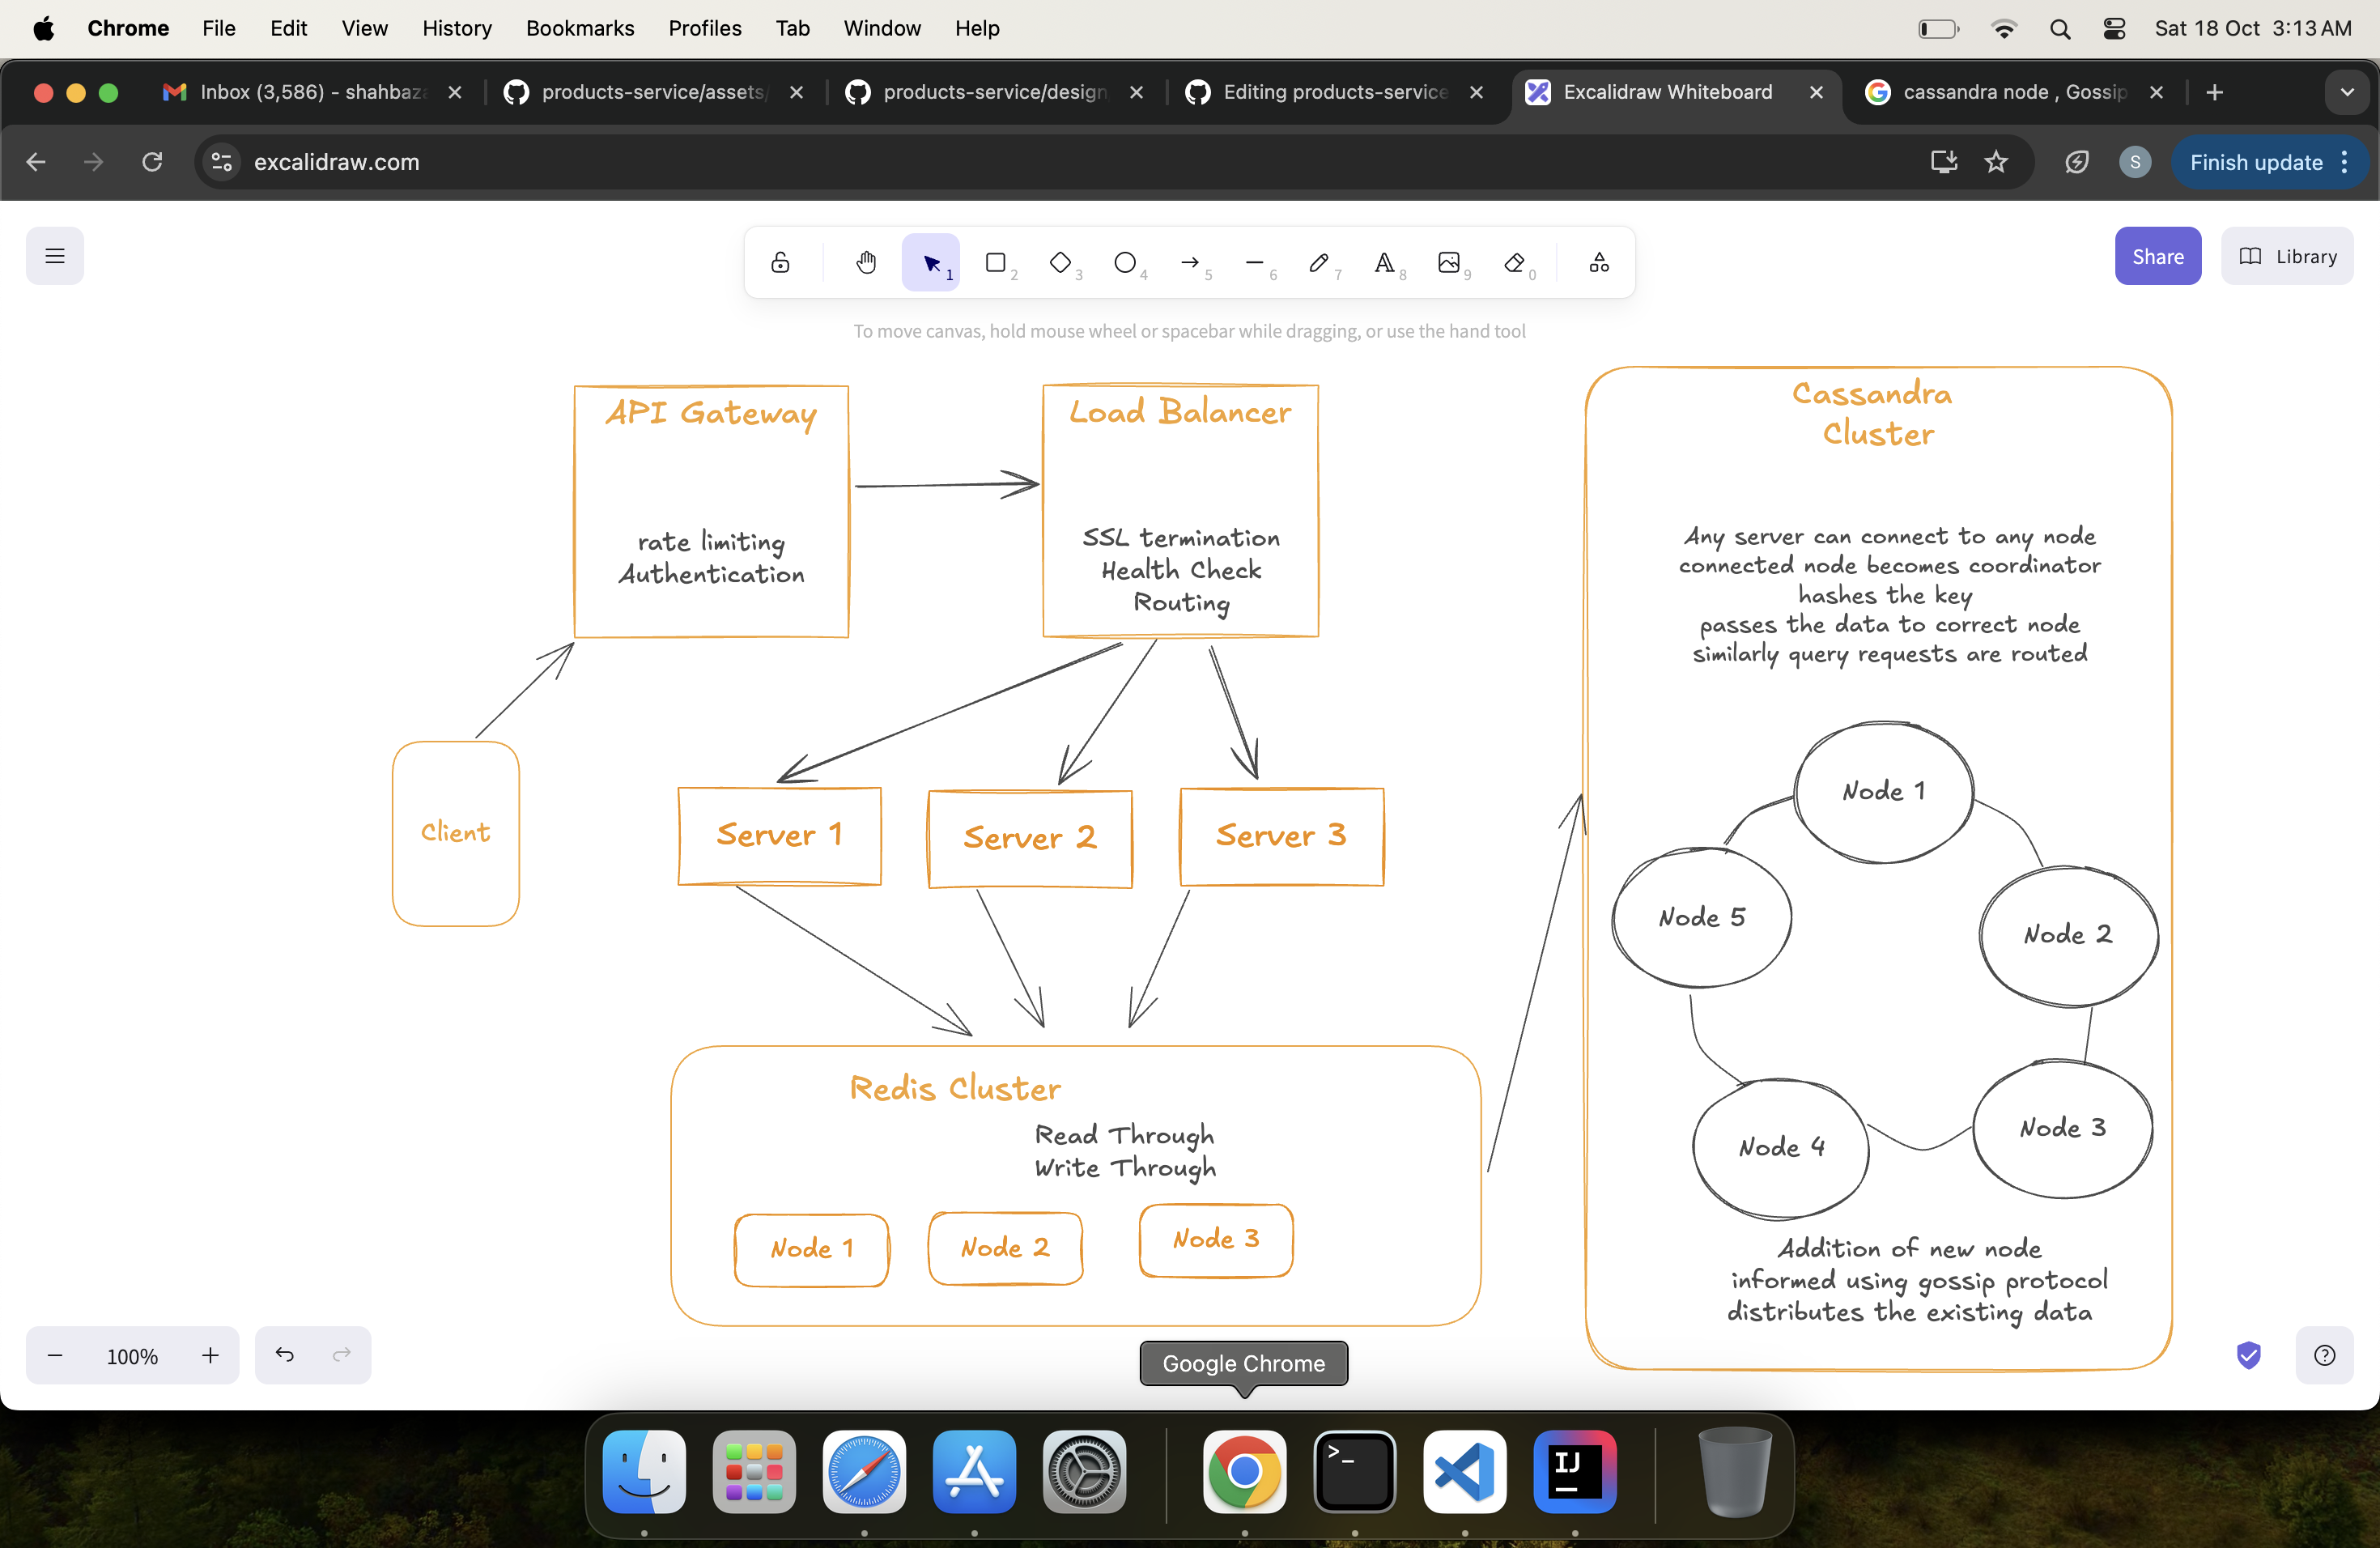 Chrome File Edit View History Bookmarks Profiles Tab Window Help Sat 18 Oct 3:13 AM
Inbox (3,586) - shahbaz products-service/assets/ products-service/design Editing products-service Excalidraw Whiteboard cassandra node , Gossip
excalidraw.com Finish update
S
1 2 3 4 5 6 7 8 9 0
Share Library
To move canvas, hold mouse wheel or spacebar while dragging, or use the hand tool
API Gateway
rate limiting
Authentication
Load Balancer
SSL termination
Health Check
Routing
Client
Server 1
Server 2
Server 3
Redis Cluster
Read Through
Write Through
Node 1
Node 2
Node 3
Cassandra
Cluster
Any server can connect to any node
connected node becomes coordinator
hashes the key
passes the data to correct node
similarly query requests are routed
Node 1
Node 5
Node 2
Node 4
Node 3
Addition of new node
informed using gossip protocol
distributes the existing data
100%
Google Chrome
>_
IJ